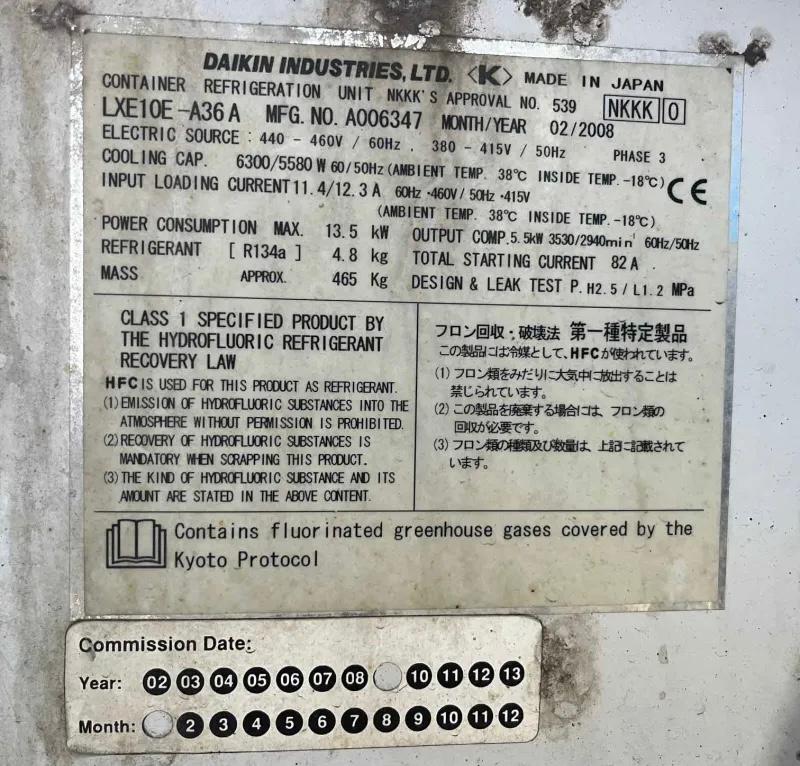 DAIKIN INDUSTRIES, LTD. <K> MADE IN JAPAN
CONTAINER REFRIGERATION UNIT NKKK'S APPROVAL NO. 539 NKKK O
LXE10E-A36A MFG. NO. A006347 MONTH/YEAR 02/2008
ELECTRIC SOURCE : 440 - 460V / 60Hz . 380 - 415V / 50Hz PHASE 3
COOLING CAP. 6300/5580 W 60/50Hz (AMBIENT TEMP. 38℃ INSIDE TEMP. -18℃) CE
INPUT LOADING CURRENT 11.4/12.3 A 60Hz ·460V/ 50Hz ·415V
(AMBIENT TEMP. 38℃ INSIDE TEMP. -18℃)
POWER CONSUMPTION MAX. 13.5 kW OUTPUT COMP. 5.5kW 3530/2940min⁻¹ 60Hz/50Hz
REFRIGERANT [ R134a ] 4.8 kg TOTAL STARTING CURRENT 82 A
MASS APPROX. 465 Kg DESIGN & LEAK TEST P. H2.5 / L1.2 MPa
CLASS 1 SPECIFIED PRODUCT BY
THE HYDROFLUORIC REFRIGERANT
RECOVERY LAW
HFC IS USED FOR THIS PRODUCT AS REFRIGERANT.
(1) EMISSION OF HYDROFLUORIC SUBSTANCES INTO THE
ATMOSPHERE WITHOUT PERMISSION IS PROHIBITED.
(2) RECOVERY OF HYDROFLUORIC SUBSTANCES IS
MANDATORY WHEN SCRAPPING THIS PRODUCT.
(3) THE KIND OF HYDROFLUORIC SUBSTANCE AND ITS
AMOUNT ARE STATED IN THE ABOVE CONTENT.
フロン回収・破壊法 第一種特定製品
この製品には冷媒として、HFCが使われています。
(1) フロン類をみだりに大気中に放出することは
禁じられています。
(2) この製品を廃棄する場合には、フロン類の
回収が必要です。
(3) フロン類の種類及び数量は、上記に記載されて
います。
Contains fluorinated greenhouse gases covered by the
Kyoto Protocol
Commission Date:
Year: 02 03 04 05 06 07 08 10 11 12 13
Month: 2 3 4 5 6 7 8 9 10 11 12